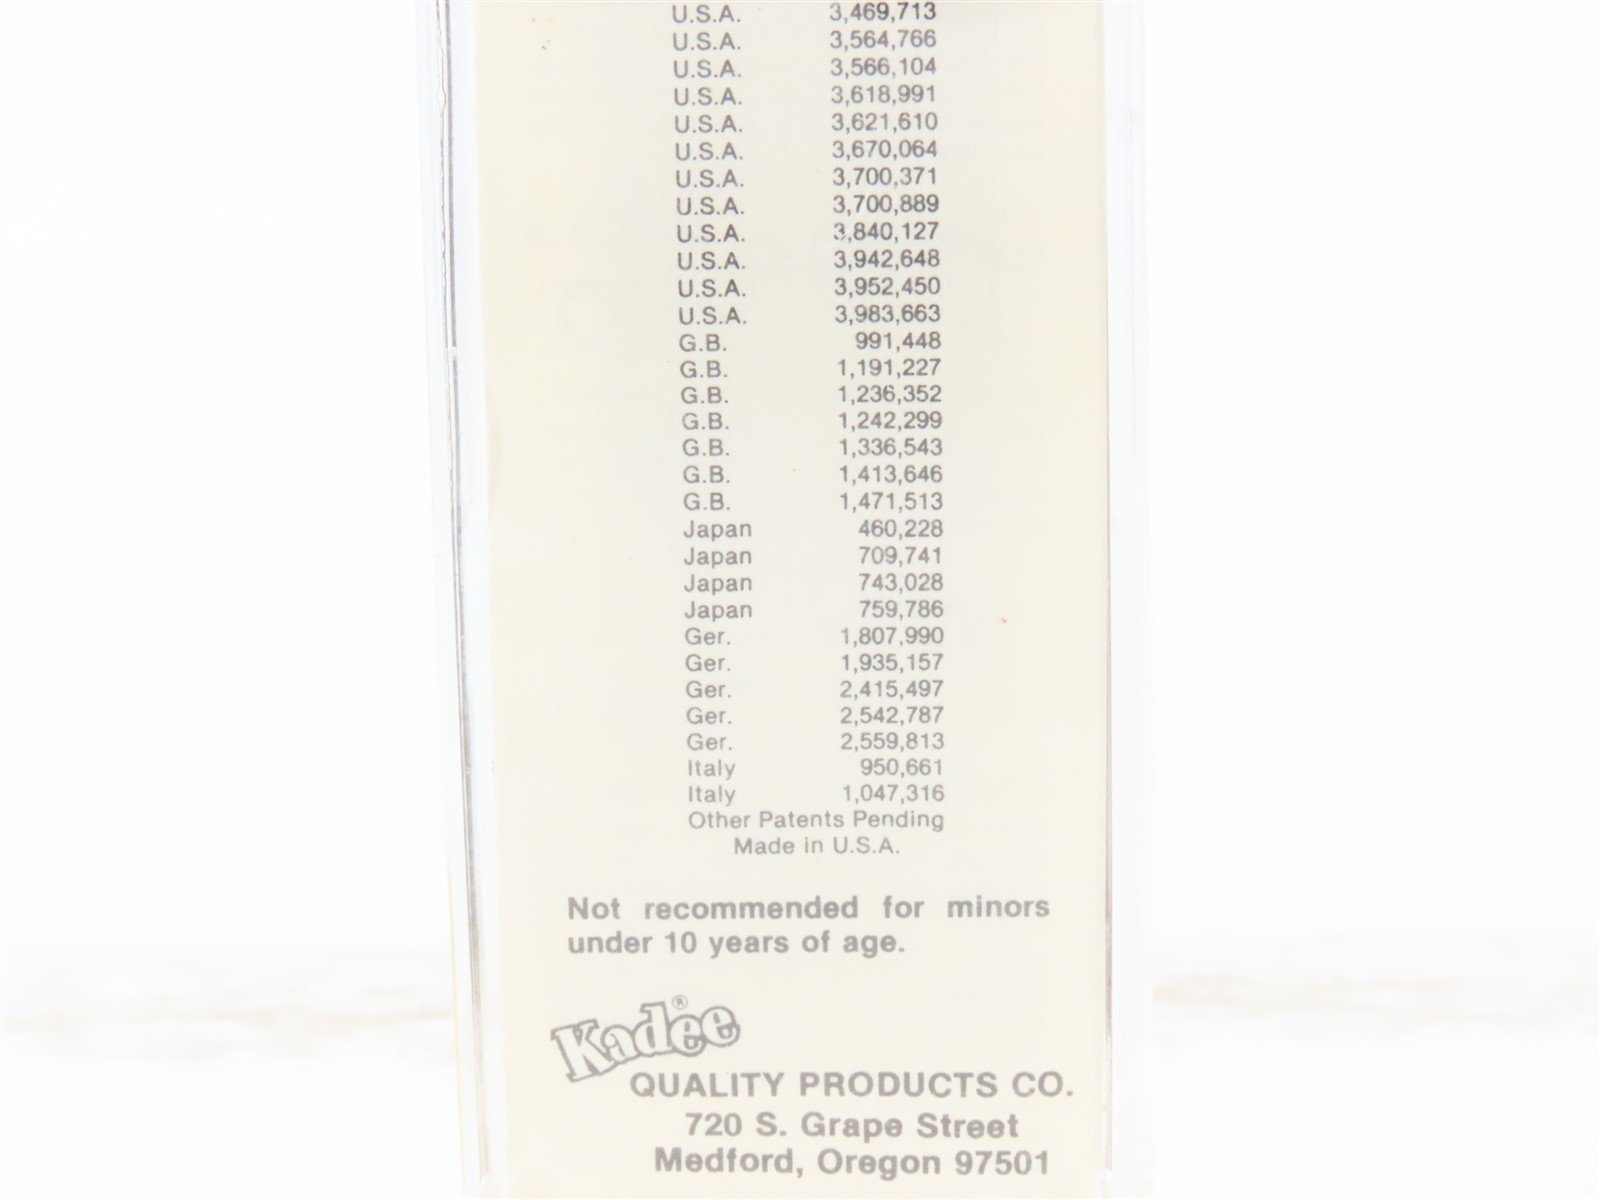 U.S.A. 3,469,713
U.S.A. 3,564,766
U.S.A. 3,566,104
U.S.A. 3,618,991
U.S.A. 3,621,610
U.S.A. 3,670,064
U.S.A. 3,700,371
U.S.A. 3,700,889
U.S.A. 3,840,127
U.S.A. 3,942,648
U.S.A. 3,952,450
U.S.A. 3,983,663
G.B. 991,448
G.B. 1,191,227
G.B. 1,236,352
G.B. 1,242,299
G.B. 1,336,543
G.B. 1,413,646
G.B. 1,471,513
Japan 460,228
Japan 709,741
Japan 743,028
Japan 759,786
Ger. 1,807,990
Ger. 1,935,157
Ger. 2,415,497
Ger. 2,542,787
Ger. 2,559,813
Italy 950,661
Italy 1,047,316
Other Patents Pending
Made in U.S.A.
Not recommended for minors
under 10 years of age.
Kadee®
QUALITY PRODUCTS CO.
720 S. Grape Street
Medford, Oregon 97501